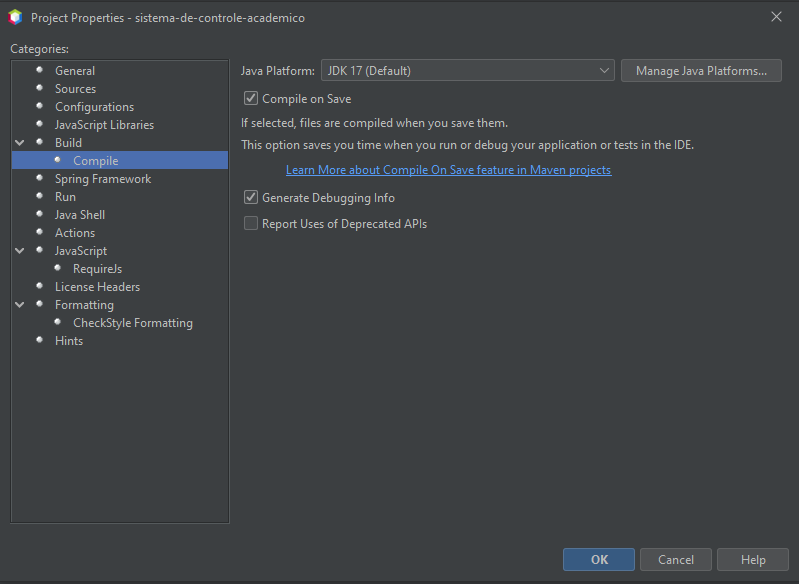 Project Properties - sistema-de-controle-academico
Categories:
General
Sources
Configurations
JavaScript Libraries
Build
Compile
Spring Framework
Run
Java Shell
Actions
JavaScript
RequireJs
License Headers
Formatting
CheckStyle Formatting
Hints
Java Platform: JDK 17 (Default) Manage Java Platforms...
Compile on Save
If selected, files are compiled when you save them.
This option saves you time when you run or debug your application or tests in the IDE.
Learn More about Compile On Save feature in Maven projects
Generate Debugging Info
Report Uses of Deprecated APIs
OK Cancel Help